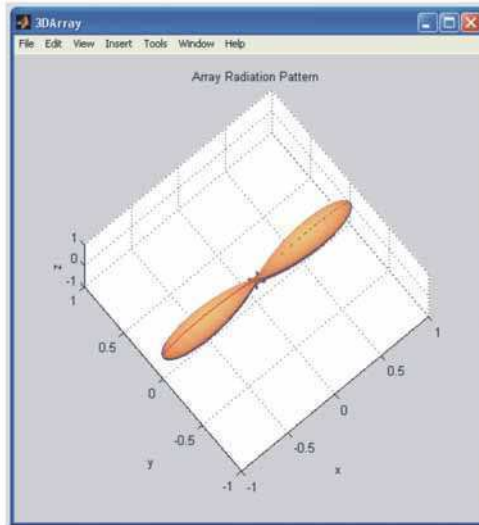 3DArray
File Edit View Insert Tools Window Help
Array Radiation Pattern
1
0
-1
z
1
0.5
0
-0.5
-1
y
-1
-0.5
0
0.5
1
x